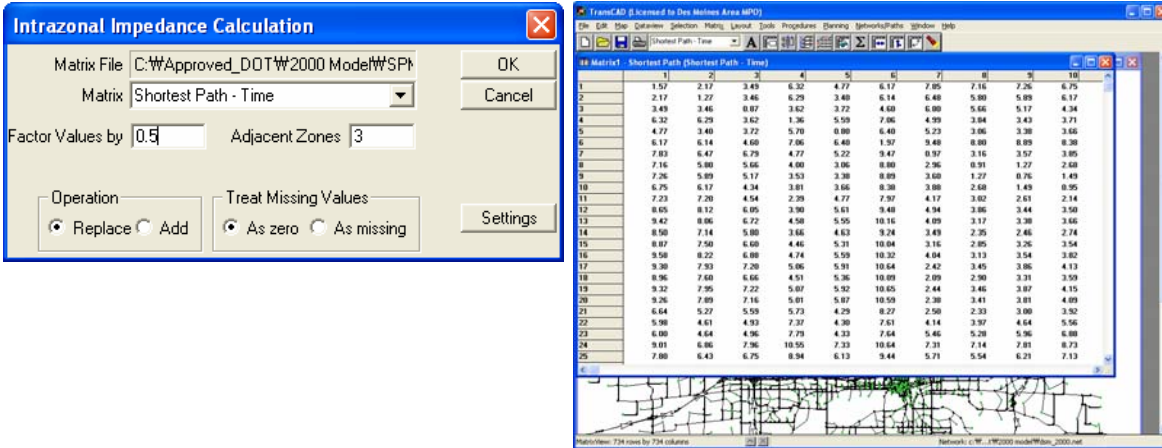 Intrazonal Impedance Calculation
Matrix File C:₩Approved_DOT₩2000 Model₩SPM
OK
Matrix Shortest Path - Time
Cancel
Factor Values by 0.5 Adjacent Zones 3
Operation
Treat Missing Values
Replace Add
As zero As missing
Settings
TransCAD (Licensed to Des Moines Area MPO)
File Edit Map Dataview Selection Matrix Layout Tools Procedures Planning Networks/Paths Window Help
Shortest Path - Time
Matrix1 - Shortest Path (Shortest Path - Time)
1 2 3 4 5 6 7 8 9 10
1 1.57 2.17 3.49 6.32 4.77 6.17 7.85 7.16 7.26 6.75
2 2.17 1.27 3.46 6.29 3.40 6.14 6.48 5.80 5.89 6.17
3 3.49 3.46 0.87 3.62 3.72 4.60 6.80 5.66 5.17 4.34
4 6.32 6.29 3.62 1.36 5.59 7.06 4.99 3.84 3.43 3.71
5 4.77 3.40 3.72 5.70 0.80 6.40 5.23 3.06 3.38 3.66
6 6.17 6.14 4.60 7.06 6.40 1.97 9.48 8.80 8.89 8.38
7 7.83 6.47 6.79 4.77 5.22 9.47 0.97 3.16 3.57 3.85
8 7.16 5.80 5.66 4.00 3.06 8.80 2.96 0.91 1.27 2.68
9 7.26 5.89 5.17 3.53 3.38 8.89 3.60 1.27 0.76 1.49
10 6.75 6.17 4.34 3.81 3.66 8.38 3.88 2.68 1.49 0.95
11 7.23 7.20 4.54 2.39 4.77 7.97 4.17 3.02 2.61 2.14
12 8.65 8.12 6.05 3.90 5.61 9.48 4.94 3.86 3.44 3.50
13 9.42 8.06 6.72 4.58 5.55 10.16 4.09 3.17 3.38 3.66
14 8.50 7.14 5.80 3.66 4.63 9.24 3.49 2.35 2.46 2.74
15 8.87 7.50 6.60 4.46 5.31 10.04 3.16 2.85 3.26 3.54
16 9.50 8.22 6.88 4.74 5.59 10.32 4.04 3.13 3.54 3.82
17 9.30 7.93 7.20 5.06 5.91 10.64 2.42 3.45 3.86 4.13
18 8.96 7.60 6.66 4.51 5.36 10.09 2.09 2.90 3.31 3.59
19 9.32 7.95 7.22 5.07 5.92 10.65 2.44 3.46 3.87 4.15
20 9.26 7.89 7.16 5.01 5.87 10.59 2.38 3.41 3.81 4.09
21 6.64 5.27 5.59 5.73 4.29 8.27 2.50 2.33 3.00 3.92
22 5.98 4.61 4.93 7.37 4.30 7.61 4.14 3.97 4.64 5.56
23 6.00 4.64 4.96 7.79 4.33 7.64 5.46 5.28 5.96 6.88
24 9.01 6.86 7.96 10.55 7.33 10.64 7.31 7.14 7.81 8.73
25 7.80 6.43 6.75 8.94 6.13 9.44 5.71 5.54 6.21 7.13
MatrixView: 734 rows by 734 columns
Network: c:₩...r₩2000 model₩dsm_2000.net